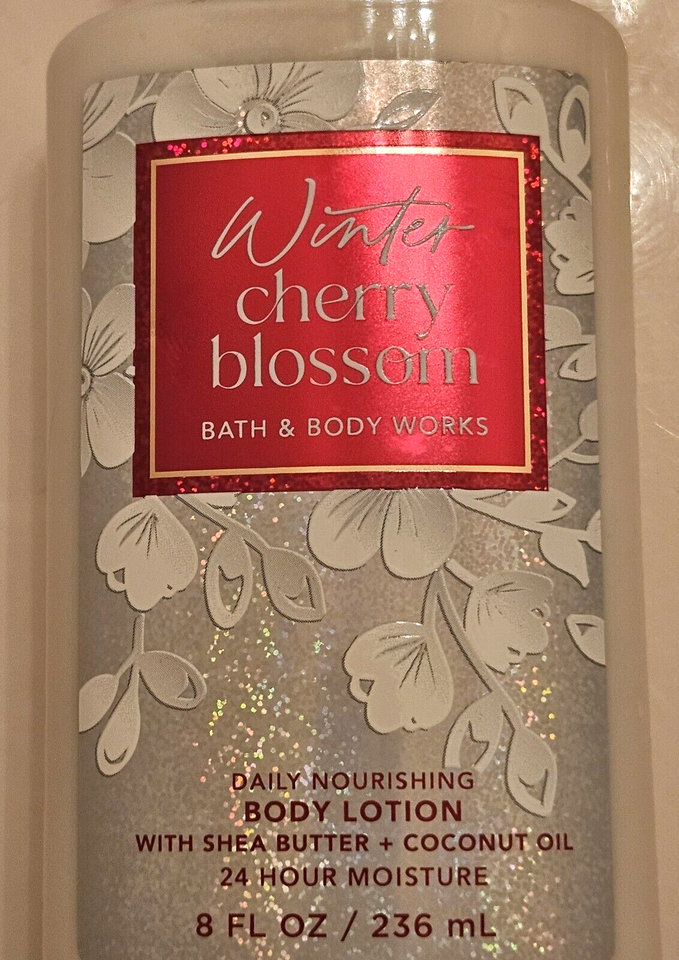 Winter
cherry
blossom
BATH & BODY WORKS
DAILY NOURISHING
BODY LOTION
WITH SHEA BUTTER + COCONUT OIL
24 HOUR MOISTURE
8 FL OZ / 236 mL